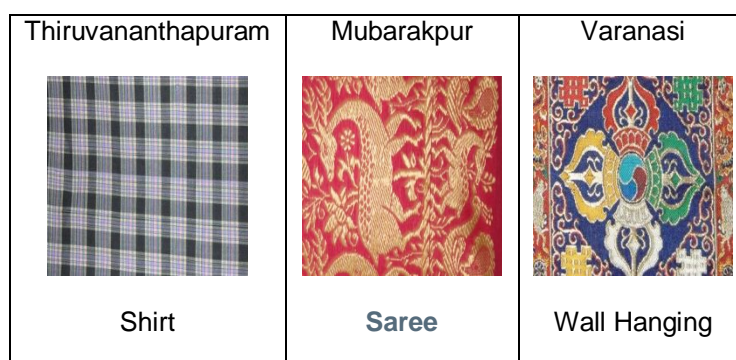 Thiruvananthapuram
Mubarakpur
Varanasi
Shirt
Saree
Wall Hanging